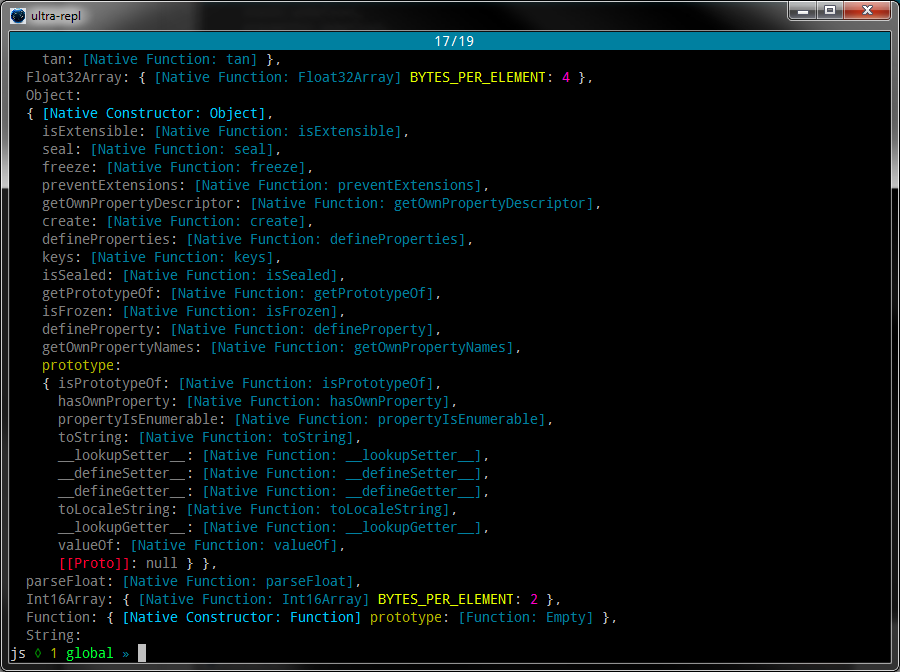 ultra-repl
17/19
tan: [Native Function: tan] },
Float32Array: { [Native Function: Float32Array] BYTES_PER_ELEMENT: 4 },
Object:
{ [Native Constructor: Object],
isExtensible: [Native Function: isExtensible],
seal: [Native Function: seal],
freeze: [Native Function: freeze],
preventExtensions: [Native Function: preventExtensions],
getOwnPropertyDescriptor: [Native Function: getOwnPropertyDescriptor],
create: [Native Function: create],
defineProperties: [Native Function: defineProperties],
keys: [Native Function: keys],
isSealed: [Native Function: isSealed],
getPrototypeOf: [Native Function: getPrototypeOf],
isFrozen: [Native Function: isFrozen],
defineProperty: [Native Function: defineProperty],
getOwnPropertyNames: [Native Function: getOwnPropertyNames],
prototype:
{ isPrototypeOf: [Native Function: isPrototypeOf],
hasOwnProperty: [Native Function: hasOwnProperty],
propertyIsEnumerable: [Native Function: propertyIsEnumerable],
toString: [Native Function: toString],
__lookupSetter__: [Native Function: __lookupSetter__],
__defineSetter__: [Native Function: __defineSetter__],
__defineGetter__: [Native Function: __defineGetter__],
toLocaleString: [Native Function: toLocaleString],
__lookupGetter__: [Native Function: __lookupGetter__],
valueOf: [Native Function: valueOf],
[[Proto]]: null } },
parseFloat: [Native Function: parseFloat],
Int16Array: { [Native Function: Int16Array] BYTES_PER_ELEMENT: 2 },
Function: { [Native Constructor: Function] prototype: [Function: Empty] },
String:
js ◊ 1 global »